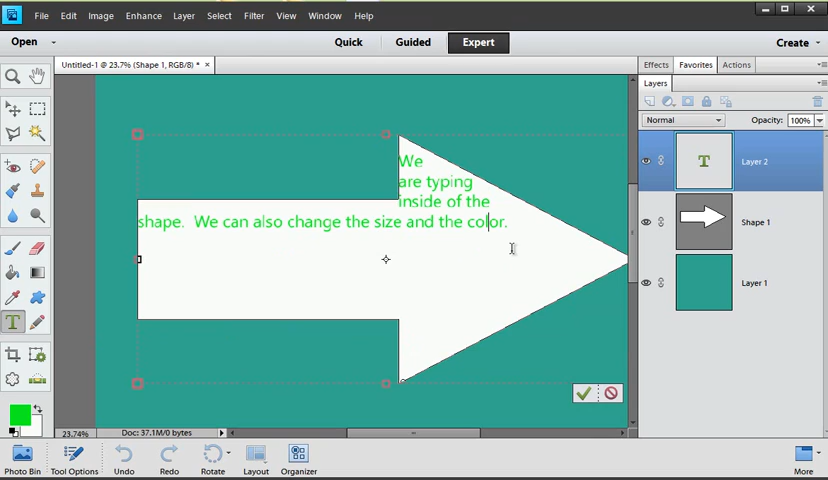 File Edit Image Enhance Layer Select Filter View Window Help
Open Quick Guided Expert Create
Untitled-1 @ 23.7% (Shape 1, RGB/8) * × Effects Favorites Actions
Layers
Normal Opacity: 100%
T Layer 2
We
are typing
inside of the
shape. We can also change the size and the color.
Shape 1
Layer 1
T
23.74% Doc: 37.1M/0 bytes
Photo Bin Tool Options Undo Redo Rotate Layout Organizer More